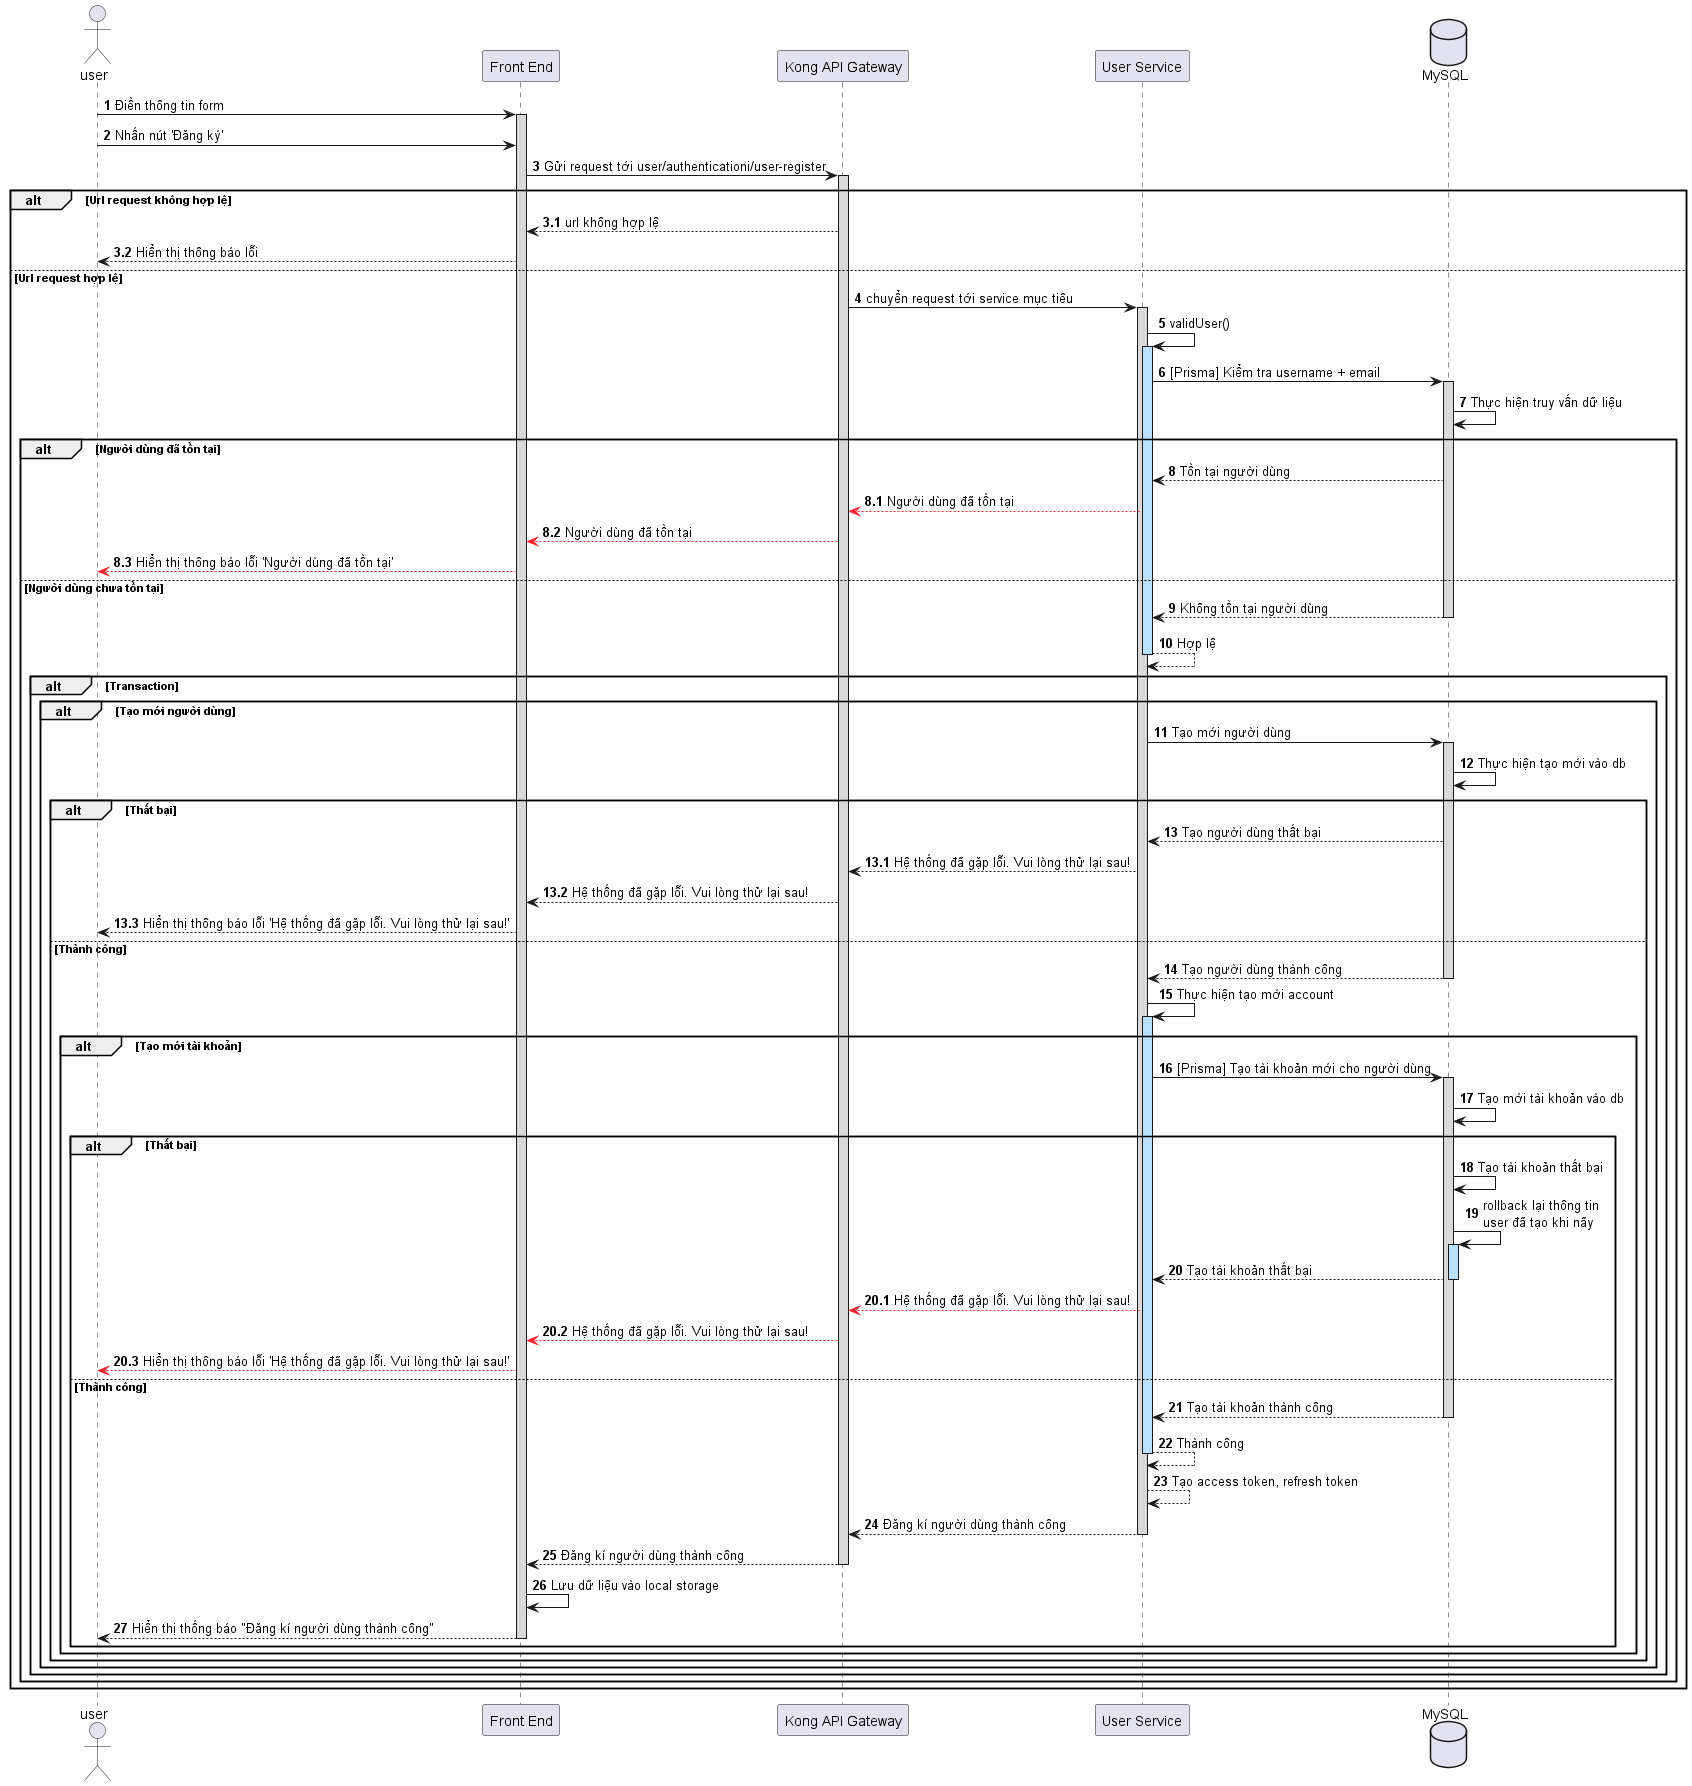 user
Front End
Kong API Gateway
User Service
MySQL
1 Điền thông tin form
2 Nhấn nút 'Đăng ký'
3 Gửi request tới user/authenticationi/user-register
alt [Url request không hợp lệ]
3.1 url không hợp lệ
3.2 Hiển thị thông báo lỗi
[Url request hợp lệ]
4 chuyển request tới service mục tiêu
5 validUser()
6 [Prisma] Kiểm tra username + email
7 Thực hiện truy vấn dữ liệu
alt [Người dùng đã tồn tại]
8 Tồn tại người dùng
8.1 Người dùng đã tồn tại
8.2 Người dùng đã tồn tại
8.3 Hiển thị thông báo lỗi 'Người dùng đã tồn tại'
[Người dùng chưa tồn tại]
9 Không tồn tại người dùng
10 Hợp lệ
alt [Transaction]
alt [Tạo mới người dùng]
11 Tạo mới người dùng
12 Thực hiện tạo mới vào db
alt [Thất bại]
13 Tạo người dùng thất bại
13.1 Hệ thống đã gặp lỗi. Vui lòng thử lại sau!
13.2 Hệ thống đã gặp lỗi. Vui lòng thử lại sau!
13.3 Hiển thị thông báo lỗi 'Hệ thống đã gặp lỗi. Vui lòng thử lại sau!'
[Thành công]
14 Tạo người dùng thành công
15 Thực hiện tạo mới account
alt [Tạo mới tài khoản]
16 [Prisma] Tạo tài khoản mới cho người dùng
17 Tạo mới tài khoản vào db
alt [Thất bại]
18 Tạo tài khoản thất bại
19 rollback lại thông tin
user đã tạo khi nãy
20 Tạo tài khoản thất bại
20.1 Hệ thống đã gặp lỗi. Vui lòng thử lại sau!
20.2 Hệ thống đã gặp lỗi. Vui lòng thử lại sau!
20.3 Hiển thị thông báo lỗi 'Hệ thống đã gặp lỗi. Vui lòng thử lại sau!'
[Thành công]
21 Tạo tài khoản thành công
22 Thành công
23 Tạo access token, refresh token
24 Đăng kí người dùng thành công
25 Đăng kí người dùng thành công
26 Lưu dữ liệu vào local storage
27 Hiển thị thống báo "Đăng kí người dùng thành công"
user
Front End
Kong API Gateway
User Service
MySQL